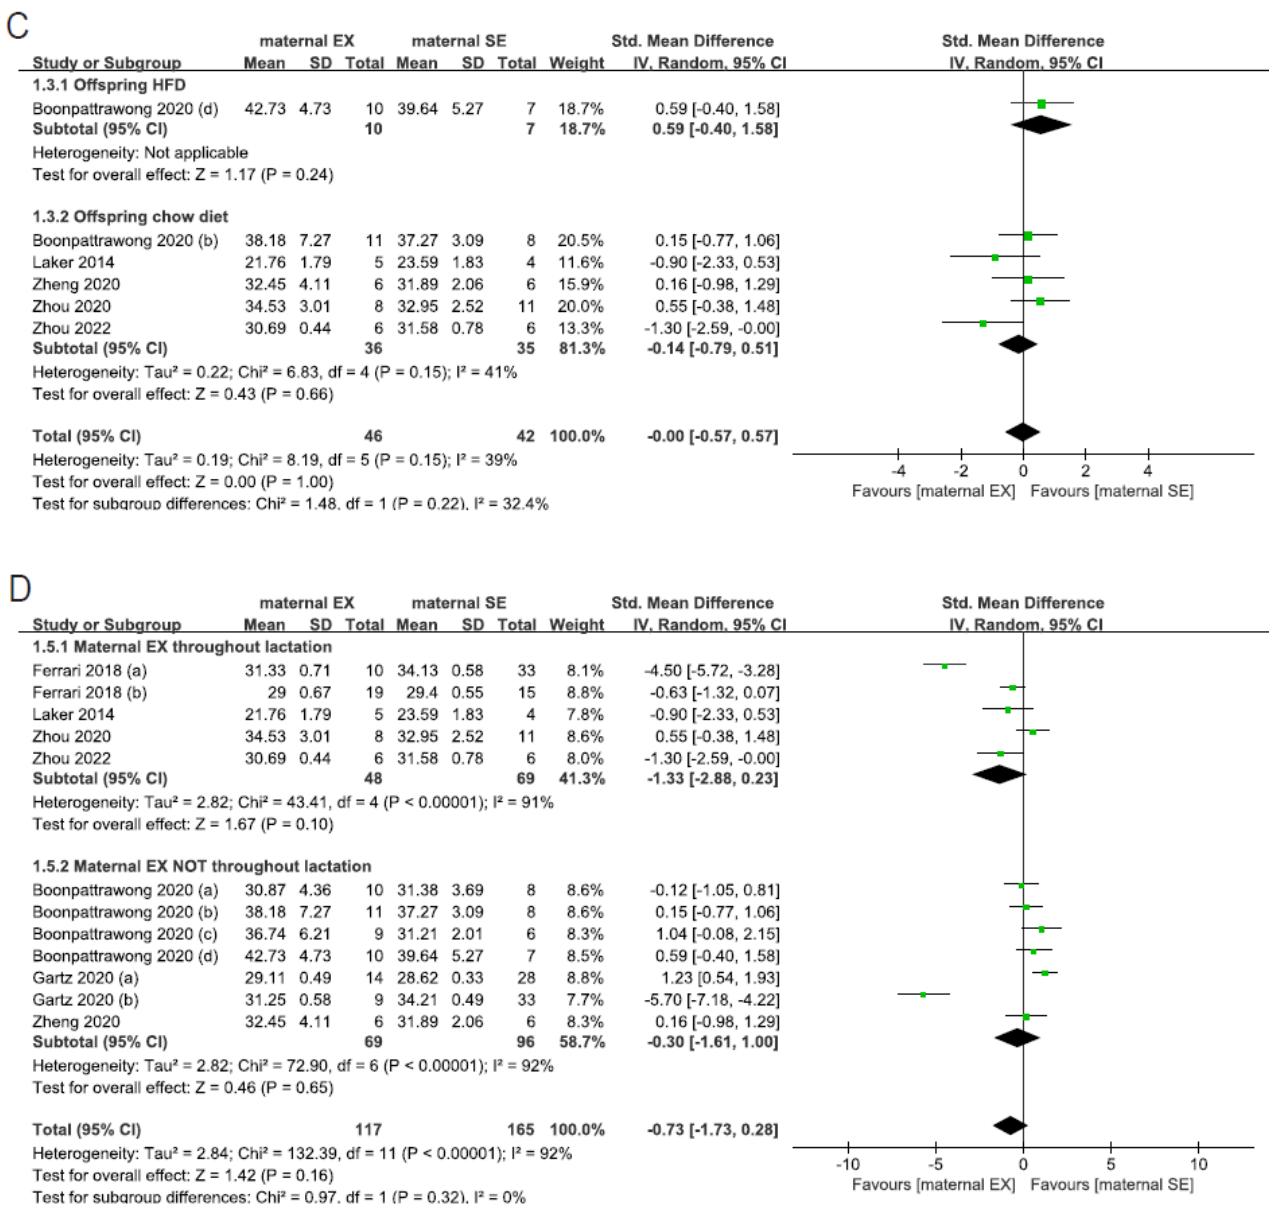 C
maternal EX maternal SE Std. Mean Difference Std. Mean Difference
Study or Subgroup Mean SD Total Mean SD Total Weight IV, Random, 95% CI IV, Random, 95% CI
1.3.1 Offspring HFD
Boonpattrawong 2020 (d) 42.73 4.73 10 39.64 5.27 7 18.7% 0.59 [-0.40, 1.58]
Subtotal (95% CI) 10 7 18.7% 0.59 [-0.40, 1.58]
Heterogeneity: Not applicable
Test for overall effect: Z = 1.17 (P = 0.24)
1.3.2 Offspring chow diet
Boonpattrawong 2020 (b) 38.18 7.27 11 37.27 3.09 8 20.5% 0.15 [-0.77, 1.06]
Laker 2014 21.76 1.79 5 23.59 1.83 4 11.6% -0.90 [-2.33, 0.53]
Zheng 2020 32.45 4.11 6 31.89 2.06 6 15.9% 0.16 [-0.98, 1.29]
Zhou 2020 34.53 3.01 8 32.95 2.52 11 20.0% 0.55 [-0.38, 1.48]
Zhou 2022 30.69 0.44 6 31.58 0.78 6 13.3% -1.30 [-2.59, -0.00]
Subtotal (95% CI) 36 35 81.3% -0.14 [-0.79, 0.51]
Heterogeneity: Tau² = 0.22; Chi² = 6.83, df = 4 (P = 0.15); I² = 41%
Test for overall effect: Z = 0.43 (P = 0.66)
Total (95% CI) 46 42 100.0% -0.00 [-0.57, 0.57]
Heterogeneity: Tau² = 0.19; Chi² = 8.19, df = 5 (P = 0.15); I² = 39%
Test for overall effect: Z = 0.00 (P = 1.00)
Test for subgroup differences: Chi² = 1.48, df = 1 (P = 0.22), I² = 32.4%
-4 -2 0 2 4
Favours [maternal EX] Favours [maternal SE]
D
maternal EX maternal SE Std. Mean Difference Std. Mean Difference
Study or Subgroup Mean SD Total Mean SD Total Weight IV, Random, 95% CI IV, Random, 95% CI
1.5.1 Maternal EX throughout lactation
Ferrari 2018 (a) 31.33 0.71 10 34.13 0.58 33 8.1% -4.50 [-5.72, -3.28]
Ferrari 2018 (b) 29 0.67 19 29.4 0.55 15 8.8% -0.63 [-1.32, 0.07]
Laker 2014 21.76 1.79 5 23.59 1.83 4 7.8% -0.90 [-2.33, 0.53]
Zhou 2020 34.53 3.01 8 32.95 2.52 11 8.6% 0.55 [-0.38, 1.48]
Zhou 2022 30.69 0.44 6 31.58 0.78 6 8.0% -1.30 [-2.59, -0.00]
Subtotal (95% CI) 48 69 41.3% -1.33 [-2.88, 0.23]
Heterogeneity: Tau² = 2.82; Chi² = 43.41, df = 4 (P < 0.00001); I² = 91%
Test for overall effect: Z = 1.67 (P = 0.10)
1.5.2 Maternal EX NOT throughout lactation
Boonpattrawong 2020 (a) 30.87 4.36 10 31.38 3.69 8 8.6% -0.12 [-1.05, 0.81]
Boonpattrawong 2020 (b) 38.18 7.27 11 37.27 3.09 8 8.6% 0.15 [-0.77, 1.06]
Boonpattrawong 2020 (c) 36.74 6.21 9 31.21 2.01 6 8.3% 1.04 [-0.08, 2.15]
Boonpattrawong 2020 (d) 42.73 4.73 10 39.64 5.27 7 8.5% 0.59 [-0.40, 1.58]
Gartz 2020 (a) 29.11 0.49 14 28.62 0.33 28 8.8% 1.23 [0.54, 1.93]
Gartz 2020 (b) 31.25 0.58 9 34.21 0.49 33 7.7% -5.70 [-7.18, -4.22]
Zheng 2020 32.45 4.11 6 31.89 2.06 6 8.3% 0.16 [-0.98, 1.29]
Subtotal (95% CI) 69 96 58.7% -0.30 [-1.61, 1.00]
Heterogeneity: Tau² = 2.82; Chi² = 72.90, df = 6 (P < 0.00001); I² = 92%
Test for overall effect: Z = 0.46 (P = 0.65)
Total (95% CI) 117 165 100.0% -0.73 [-1.73, 0.28]
Heterogeneity: Tau² = 2.84; Chi² = 132.39, df = 11 (P < 0.00001); I² = 92%
Test for overall effect: Z = 1.42 (P = 0.16)
Test for subgroup differences: Chi² = 0.97, df = 1 (P = 0.32), I² = 0%
-10 -5 0 5 10
Favours [maternal EX] Favours [maternal SE]